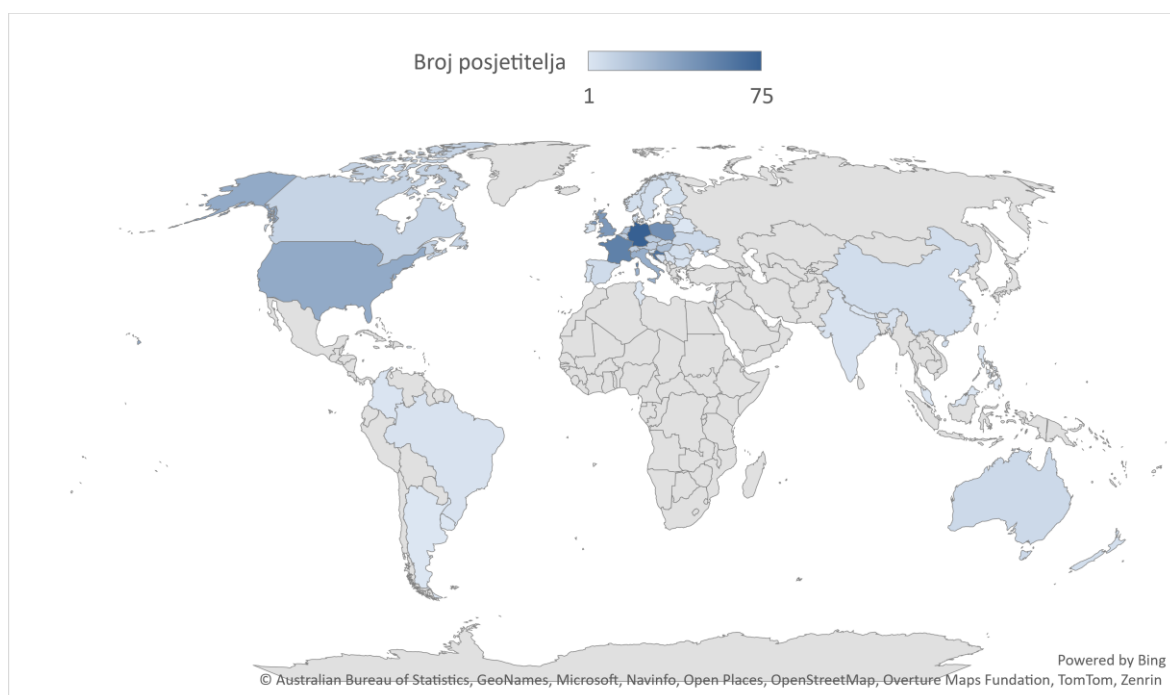 Broj posjetitelja
1 75
Powered by Bing
© Australian Bureau of Statistics, GeoNames, Microsoft, Navinfo, Open Places, OpenStreetMap, Overture Maps Fundation, TomTom, Zenrin